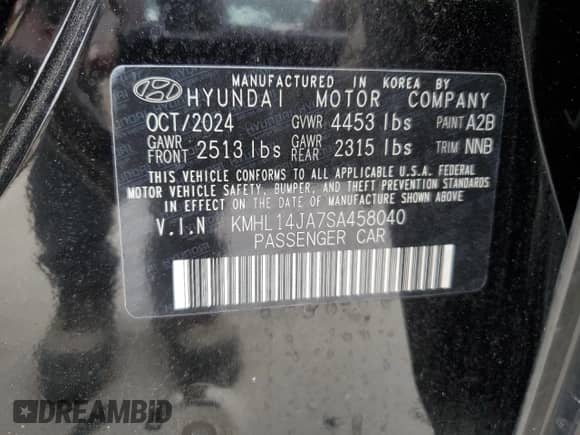 MANUFACTURED IN KOREA BY
HYUNDAI MOTOR COMPANY
OCT/2024 GVWR 4453 lbs PAINT A2B
GAWR FRONT 2513 lbs GAWR REAR 2315 lbs TRIM NNB
THIS VEHICLE CONFORMS TO ALL APPLICABLE U.S.A. FEDERAL
MOTOR VEHICLE SAFETY, BUMPER, AND THEFT PREVENTION STANDARDS
IN EFFECT ON THE DATE OF MANUFACTURE SHOWN ABOVE.
V.I.N KMHL14JA7SA458040
PASSENGER CAR
DREAMBID